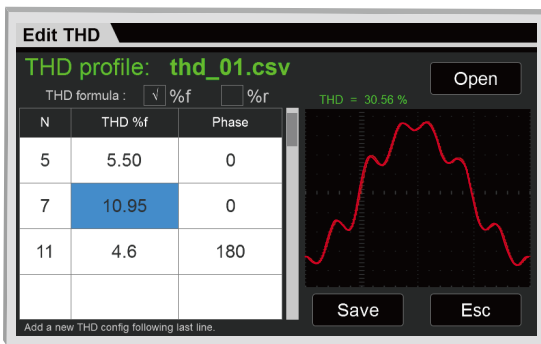 Edit THD
THD profile: thd_01.csv
Open
THD formula : √ %f %r
THD = 30.56 %
N THD %f Phase
5 5.50 0
7 10.95 0
11 4.6 180
Save Esc
Add a new THD config following last line.